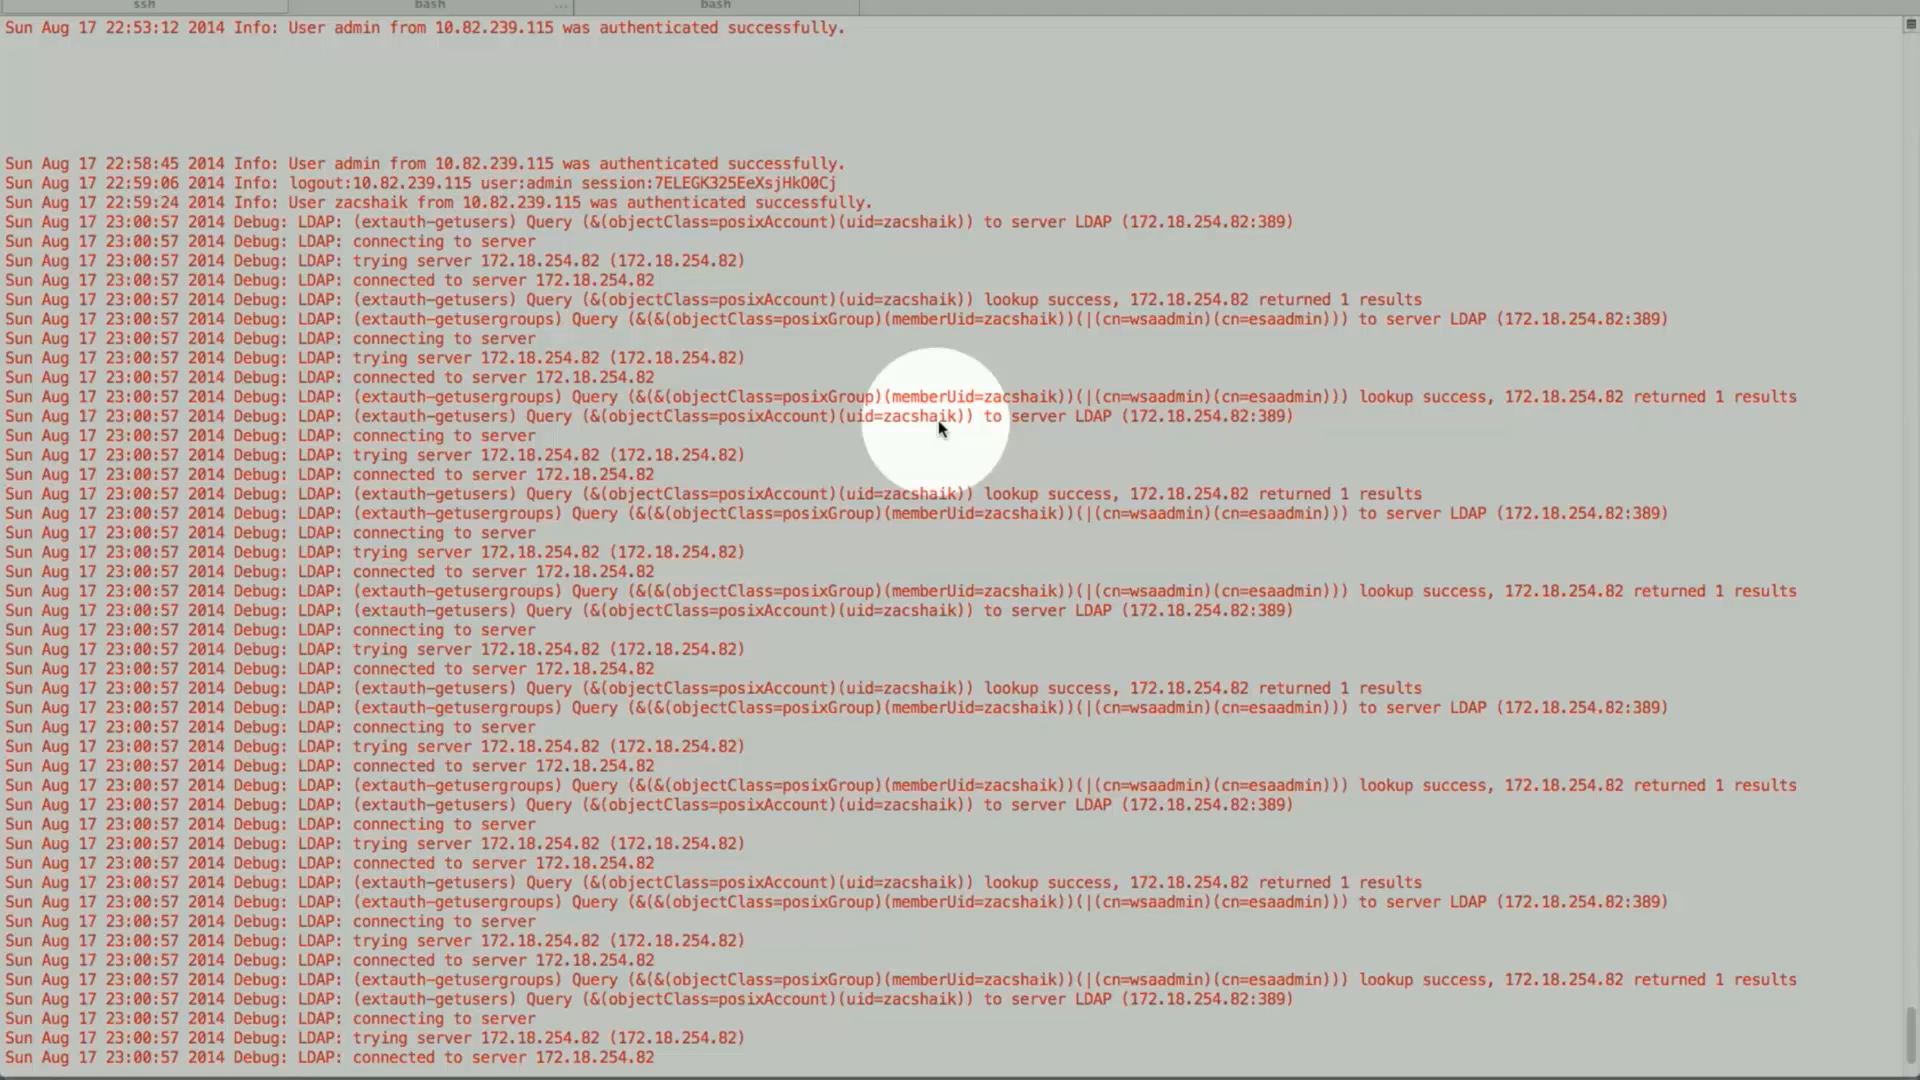 ssh bash ... bash
Sun Aug 17 22:53:12 2014 Info: User admin from 10.82.239.115 was authenticated successfully.
Sun Aug 17 22:58:45 2014 Info: User admin from 10.82.239.115 was authenticated successfully.
Sun Aug 17 22:59:06 2014 Info: logout:10.82.239.115 user:admin session:7ELEGK325EeXsjHkO0Cj
Sun Aug 17 22:59:24 2014 Info: User zacshaik from 10.82.239.115 was authenticated successfully.
Sun Aug 17 23:00:57 2014 Debug: LDAP: (extauth-getusers) Query (&(objectClass=posixAccount)(uid=zacshaik)) to server LDAP (172.18.254.82:389)
Sun Aug 17 23:00:57 2014 Debug: LDAP: connecting to server
Sun Aug 17 23:00:57 2014 Debug: LDAP: trying server 172.18.254.82 (172.18.254.82)
Sun Aug 17 23:00:57 2014 Debug: LDAP: connected to server 172.18.254.82
Sun Aug 17 23:00:57 2014 Debug: LDAP: (extauth-getusers) Query (&(objectClass=posixAccount)(uid=zacshaik)) lookup success, 172.18.254.82 returned 1 results
Sun Aug 17 23:00:57 2014 Debug: LDAP: (extauth-getusergroups) Query (&(&(objectClass=posixGroup)(memberUid=zacshaik))(|(cn=wsaadmin)(cn=esaadmin))) to server LDAP (172.18.254.82:389)
Sun Aug 17 23:00:57 2014 Debug: LDAP: connecting to server
Sun Aug 17 23:00:57 2014 Debug: LDAP: trying server 172.18.254.82 (172.18.254.82)
Sun Aug 17 23:00:57 2014 Debug: LDAP: connected to server 172.18.254.82
Sun Aug 17 23:00:57 2014 Debug: LDAP: (extauth-getusergroups) Query (&(&(objectClass=posixGroup)(memberUid=zacshaik))(|(cn=wsaadmin)(cn=esaadmin))) lookup success, 172.18.254.82 returned 1 results
Sun Aug 17 23:00:57 2014 Debug: LDAP: (extauth-getusers) Query (&(objectClass=posixAccount)(uid=zacshaik)) to server LDAP (172.18.254.82:389)
Sun Aug 17 23:00:57 2014 Debug: LDAP: connecting to server
Sun Aug 17 23:00:57 2014 Debug: LDAP: trying server 172.18.254.82 (172.18.254.82)
Sun Aug 17 23:00:57 2014 Debug: LDAP: connected to server 172.18.254.82
Sun Aug 17 23:00:57 2014 Debug: LDAP: (extauth-getusers) Query (&(objectClass=posixAccount)(uid=zacshaik)) lookup success, 172.18.254.82 returned 1 results
Sun Aug 17 23:00:57 2014 Debug: LDAP: (extauth-getusergroups) Query (&(&(objectClass=posixGroup)(memberUid=zacshaik))(|(cn=wsaadmin)(cn=esaadmin))) to server LDAP (172.18.254.82:389)
Sun Aug 17 23:00:57 2014 Debug: LDAP: connecting to server
Sun Aug 17 23:00:57 2014 Debug: LDAP: trying server 172.18.254.82 (172.18.254.82)
Sun Aug 17 23:00:57 2014 Debug: LDAP: connected to server 172.18.254.82
Sun Aug 17 23:00:57 2014 Debug: LDAP: (extauth-getusergroups) Query (&(&(objectClass=posixGroup)(memberUid=zacshaik))(|(cn=wsaadmin)(cn=esaadmin))) lookup success, 172.18.254.82 returned 1 results
Sun Aug 17 23:00:57 2014 Debug: LDAP: (extauth-getusers) Query (&(objectClass=posixAccount)(uid=zacshaik)) to server LDAP (172.18.254.82:389)
Sun Aug 17 23:00:57 2014 Debug: LDAP: connecting to server
Sun Aug 17 23:00:57 2014 Debug: LDAP: trying server 172.18.254.82 (172.18.254.82)
Sun Aug 17 23:00:57 2014 Debug: LDAP: connected to server 172.18.254.82
Sun Aug 17 23:00:57 2014 Debug: LDAP: (extauth-getusers) Query (&(objectClass=posixAccount)(uid=zacshaik)) lookup success, 172.18.254.82 returned 1 results
Sun Aug 17 23:00:57 2014 Debug: LDAP: (extauth-getusergroups) Query (&(&(objectClass=posixGroup)(memberUid=zacshaik))(|(cn=wsaadmin)(cn=esaadmin))) to server LDAP (172.18.254.82:389)
Sun Aug 17 23:00:57 2014 Debug: LDAP: connecting to server
Sun Aug 17 23:00:57 2014 Debug: LDAP: trying server 172.18.254.82 (172.18.254.82)
Sun Aug 17 23:00:57 2014 Debug: LDAP: connected to server 172.18.254.82
Sun Aug 17 23:00:57 2014 Debug: LDAP: (extauth-getusergroups) Query (&(&(objectClass=posixGroup)(memberUid=zacshaik))(|(cn=wsaadmin)(cn=esaadmin))) lookup success, 172.18.254.82 returned 1 results
Sun Aug 17 23:00:57 2014 Debug: LDAP: (extauth-getusers) Query (&(objectClass=posixAccount)(uid=zacshaik)) to server LDAP (172.18.254.82:389)
Sun Aug 17 23:00:57 2014 Debug: LDAP: connecting to server
Sun Aug 17 23:00:57 2014 Debug: LDAP: trying server 172.18.254.82 (172.18.254.82)
Sun Aug 17 23:00:57 2014 Debug: LDAP: connected to server 172.18.254.82
Sun Aug 17 23:00:57 2014 Debug: LDAP: (extauth-getusers) Query (&(objectClass=posixAccount)(uid=zacshaik)) lookup success, 172.18.254.82 returned 1 results
Sun Aug 17 23:00:57 2014 Debug: LDAP: (extauth-getusergroups) Query (&(&(objectClass=posixGroup)(memberUid=zacshaik))(|(cn=wsaadmin)(cn=esaadmin))) to server LDAP (172.18.254.82:389)
Sun Aug 17 23:00:57 2014 Debug: LDAP: connecting to server
Sun Aug 17 23:00:57 2014 Debug: LDAP: trying server 172.18.254.82 (172.18.254.82)
Sun Aug 17 23:00:57 2014 Debug: LDAP: connected to server 172.18.254.82
Sun Aug 17 23:00:57 2014 Debug: LDAP: (extauth-getusergroups) Query (&(&(objectClass=posixGroup)(memberUid=zacshaik))(|(cn=wsaadmin)(cn=esaadmin))) lookup success, 172.18.254.82 returned 1 results
Sun Aug 17 23:00:57 2014 Debug: LDAP: (extauth-getusers) Query (&(objectClass=posixAccount)(uid=zacshaik)) to server LDAP (172.18.254.82:389)
Sun Aug 17 23:00:57 2014 Debug: LDAP: connecting to server
Sun Aug 17 23:00:57 2014 Debug: LDAP: trying server 172.18.254.82 (172.18.254.82)
Sun Aug 17 23:00:57 2014 Debug: LDAP: connected to server 172.18.254.82